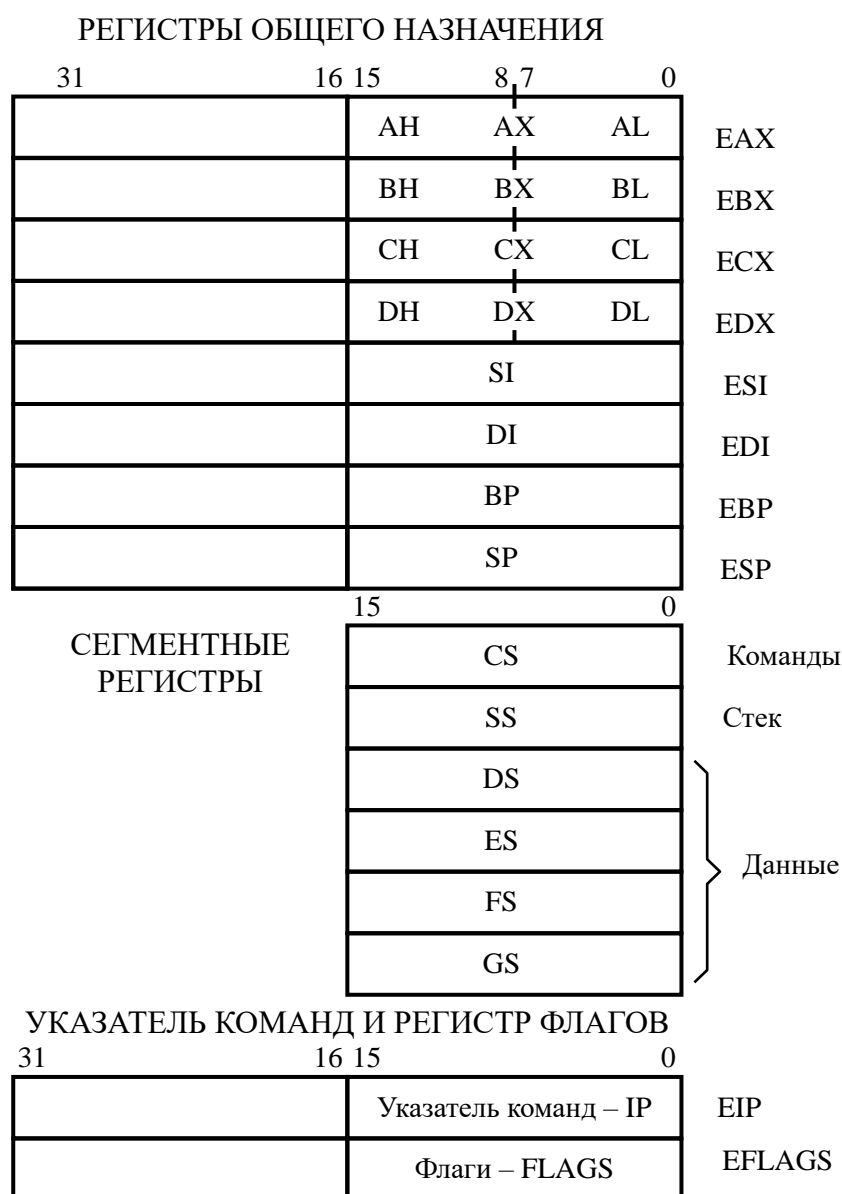 РЕГИСТРЫ ОБЩЕГО НАЗНАЧЕНИЯ
31 16 15 8 7 0
AH AX AL EAX
BH BX BL EBX
CH CX CL ECX
DH DX DL EDX
SI ESI
DI EDI
BP EBP
SP ESP
15 0
СЕГМЕНТНЫЕ
РЕГИСТРЫ
CS Команды
SS Стек
DS
ES
Данные
FS
GS
УКАЗАТЕЛЬ КОМАНД И РЕГИСТР ФЛАГОВ
31 16 15 0
Указатель команд – IP EIP
Флаги – FLAGS EFLAGS